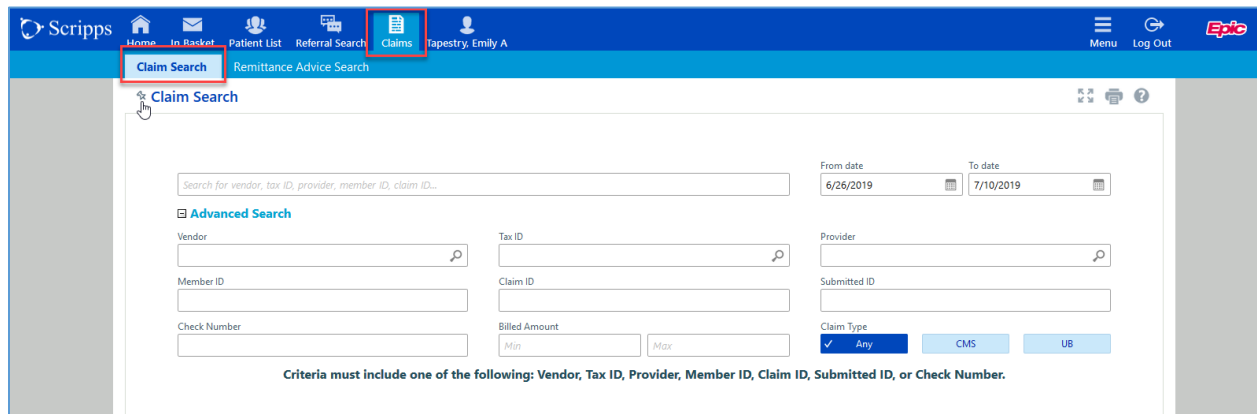 Scripps
Home In Basket Patient List Referral Search Claims Tapestry, Emily A Menu Log Out Epic
Claim Search Remittance Advice Search
Claim Search
From date To date
Search for vendor, tax ID, provider, member ID, claim ID... 6/26/2019 7/10/2019
Advanced Search
Vendor Tax ID Provider
Member ID Claim ID Submitted ID
Check Number Billed Amount Claim Type
Min Max Any CMS UB
Criteria must include one of the following: Vendor, Tax ID, Provider, Member ID, Claim ID, Submitted ID, or Check Number.